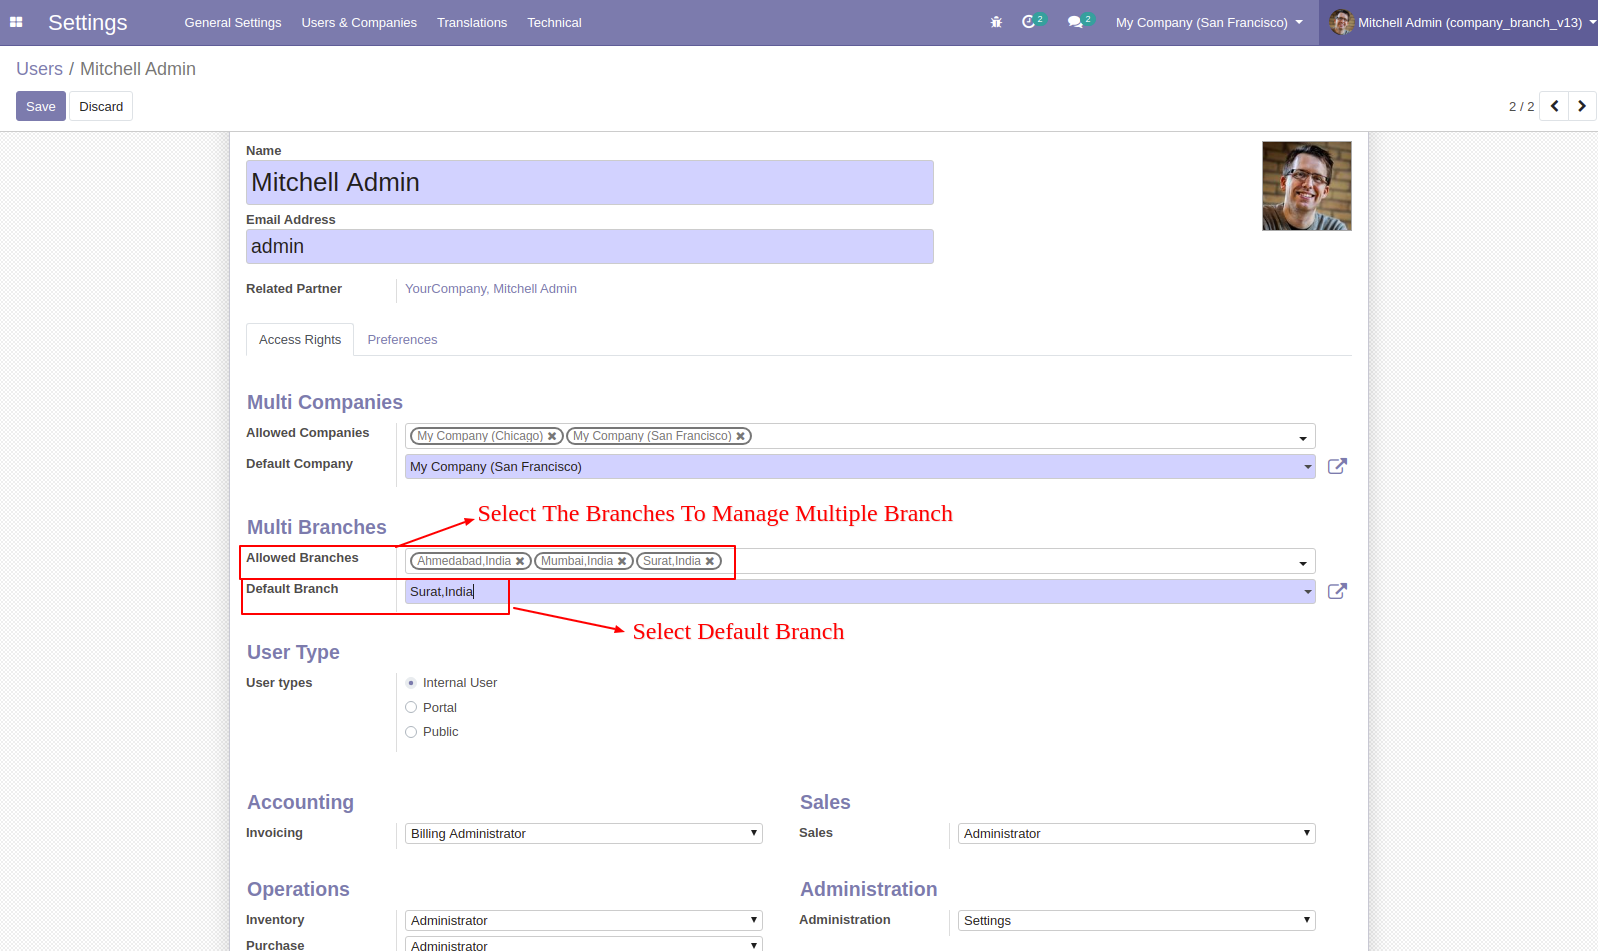 Settings General Settings Users & Companies Translations Technical 2 2 My Company (San Francisco) Mitchell Admin (company_branch_v13)
Users / Mitchell Admin
Save Discard 2 / 2
Name
Mitchell Admin
Email Address
admin
Related Partner YourCompany, Mitchell Admin
Access Rights Preferences
Multi Companies
Allowed Companies My Company (Chicago) My Company (San Francisco)
Default Company My Company (San Francisco)
Select The Branches To Manage Multiple Branch
Multi Branches
Allowed Branches Ahmedabad,India Mumbai,India Surat,India
Default Branch Surat,India
Select Default Branch
User Type
User types Internal User
Portal
Public
Accounting Sales
Invoicing Billing Administrator Sales Administrator
Operations Administration
Inventory Administrator Administration Settings
Purchase Administrator